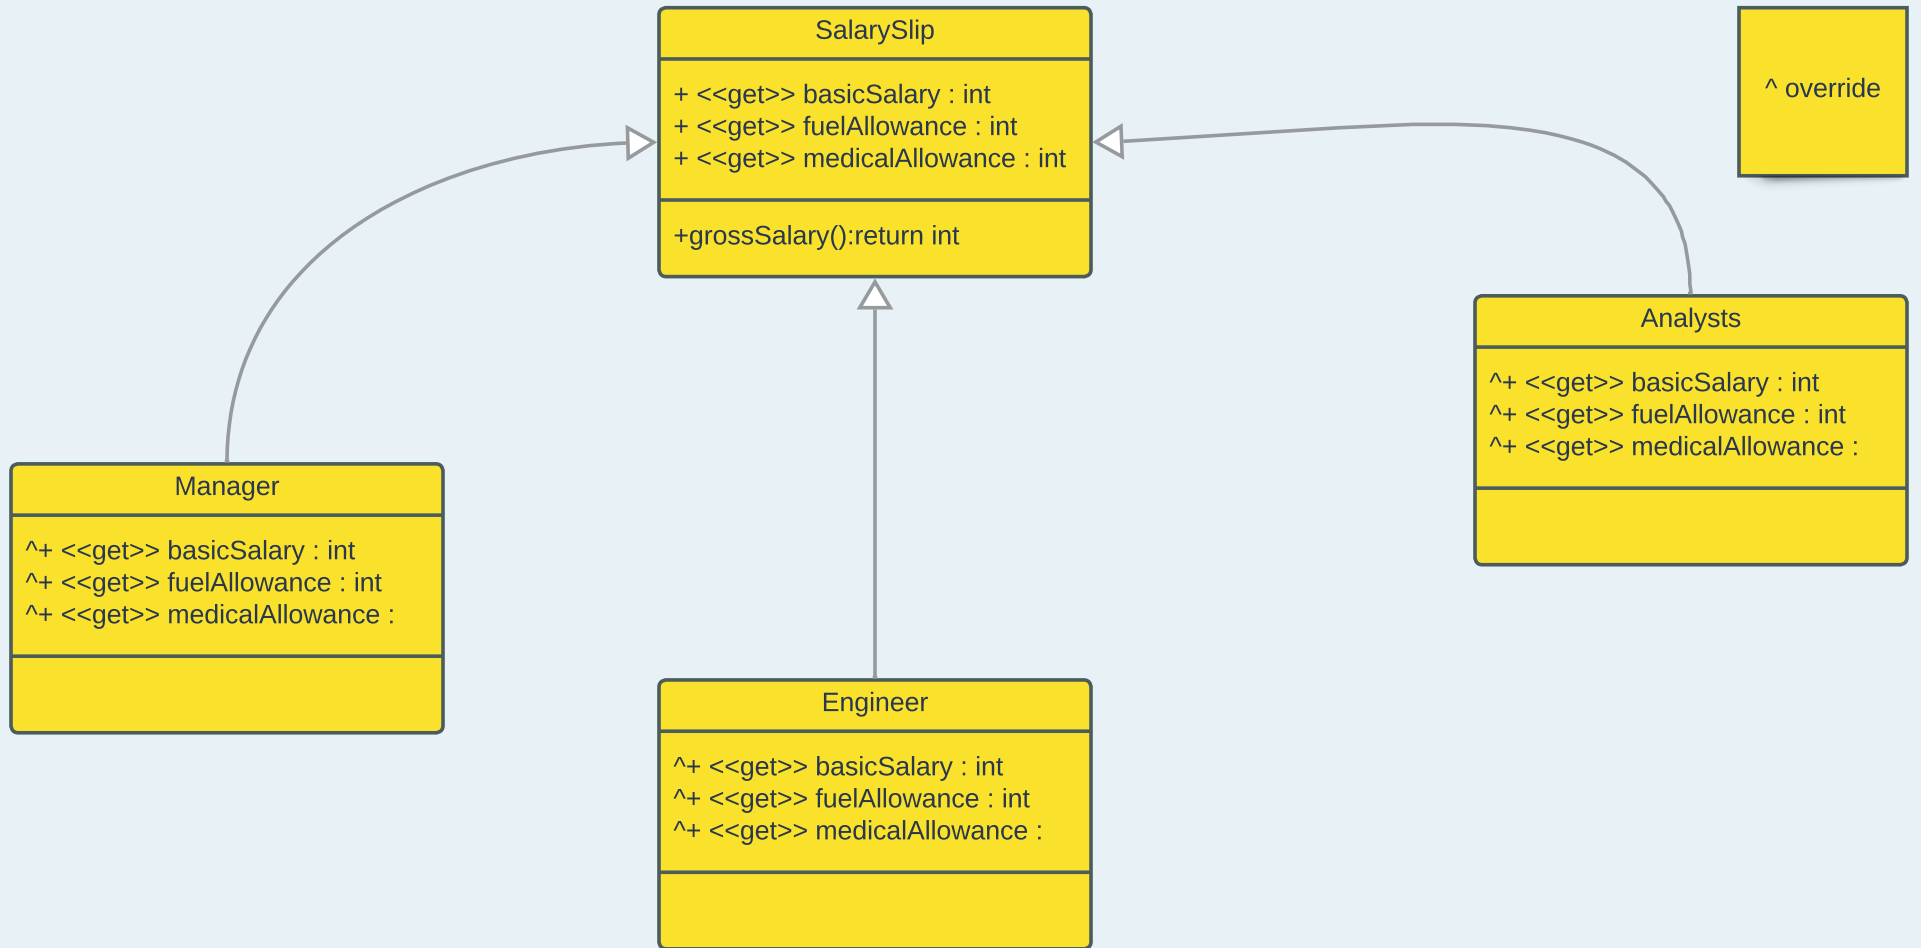 SalarySlip
+ <<get>> basicSalary : int
+ <<get>> fuelAllowance : int
+ <<get>> medicalAllowance : int
+grossSalary():return int
^ override
Analysts
^+ <<get>> basicSalary : int
^+ <<get>> fuelAllowance : int
^+ <<get>> medicalAllowance :
Manager
^+ <<get>> basicSalary : int
^+ <<get>> fuelAllowance : int
^+ <<get>> medicalAllowance :
Engineer
^+ <<get>> basicSalary : int
^+ <<get>> fuelAllowance : int
^+ <<get>> medicalAllowance :